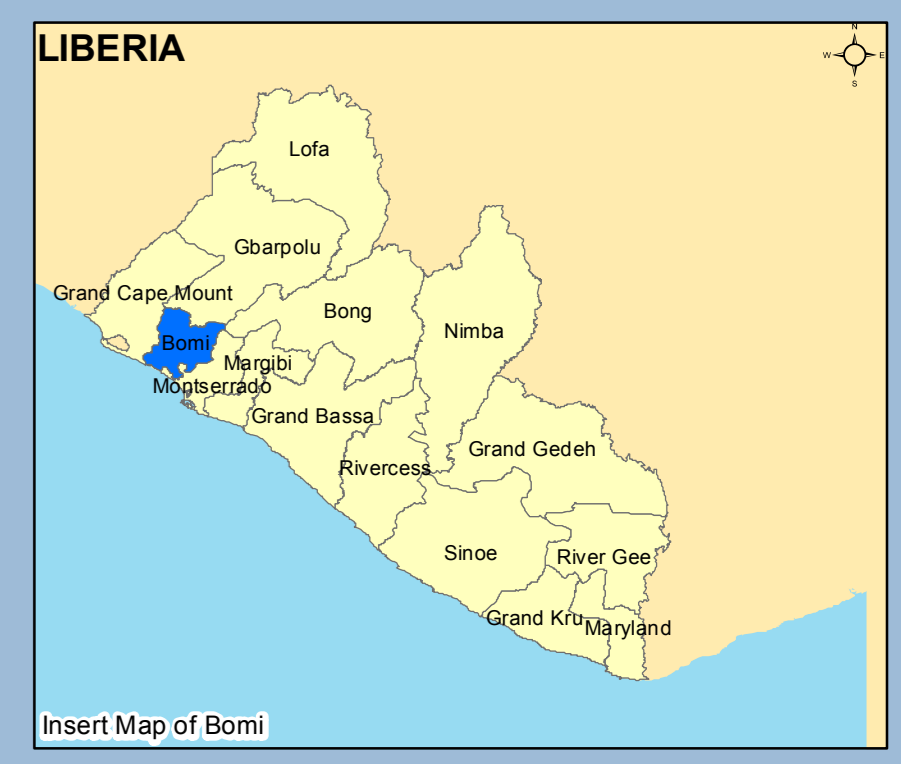 LIBERIA
N
W
E
S
Lofa
Gbarpolu
Grand Cape Mount
Bong
Nimba
Bomi
Margibi
Montserrado
Grand Bassa
Grand Gedeh
Rivercess
Sinoe
River Gee
Grand Kru
Maryland
Insert Map of Bomi